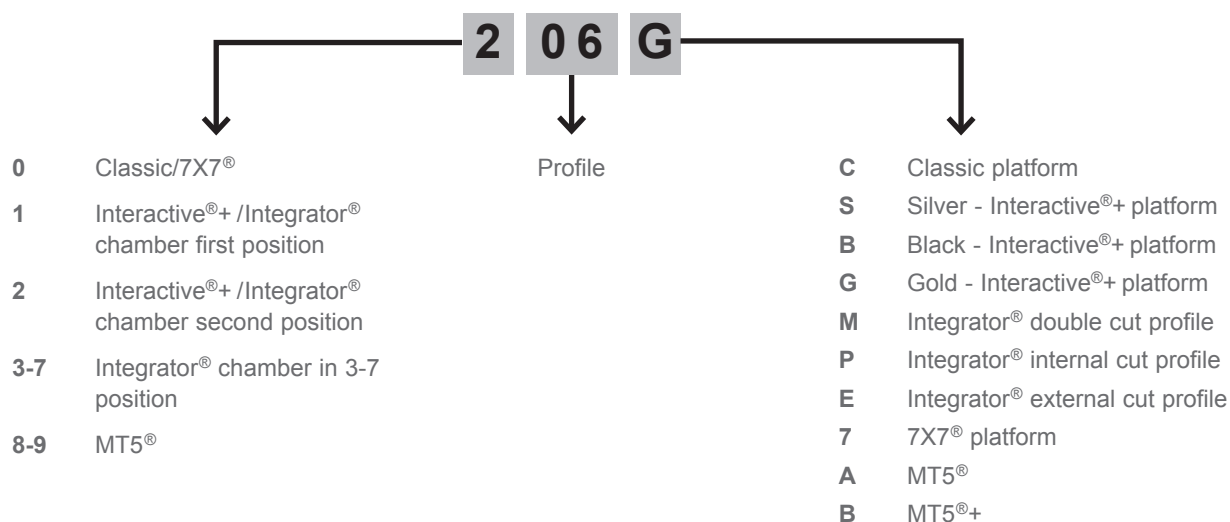 2 06 G
0 Classic/7X7®
1 Interactive®+ /Integrator®
chamber first position
2 Interactive®+ /Integrator®
chamber second position
3-7 Integrator® chamber in 3-7
position
8-9 MT5®
Profile
C Classic platform
S Silver - Interactive®+ platform
B Black - Interactive®+ platform
G Gold - Interactive®+ platform
M Integrator® double cut profile
P Integrator® internal cut profile
E Integrator® external cut profile
7 7X7® platform
A MT5®
B MT5®+